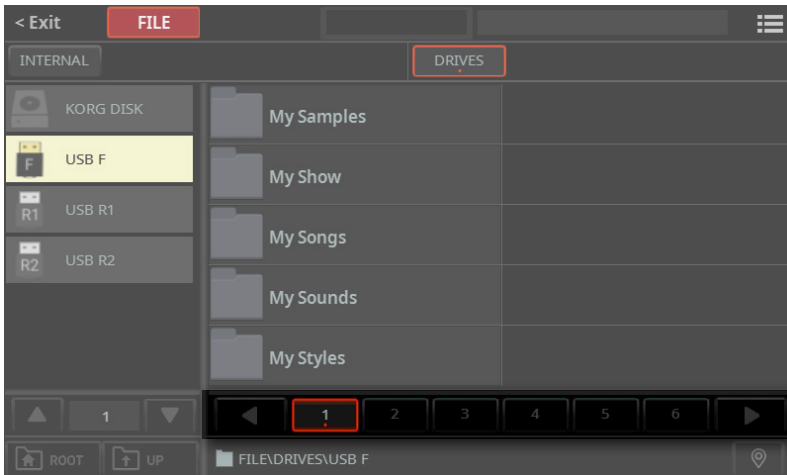 < Exit FILE
INTERNAL DRIVES
KORG DISK
F USB F
R1 USB R1
R2 USB R2
My Samples
My Show
My Songs
My Sounds
My Styles
1
1 2 3 4 5 6
ROOT UP FILE\DRIVES\USB F